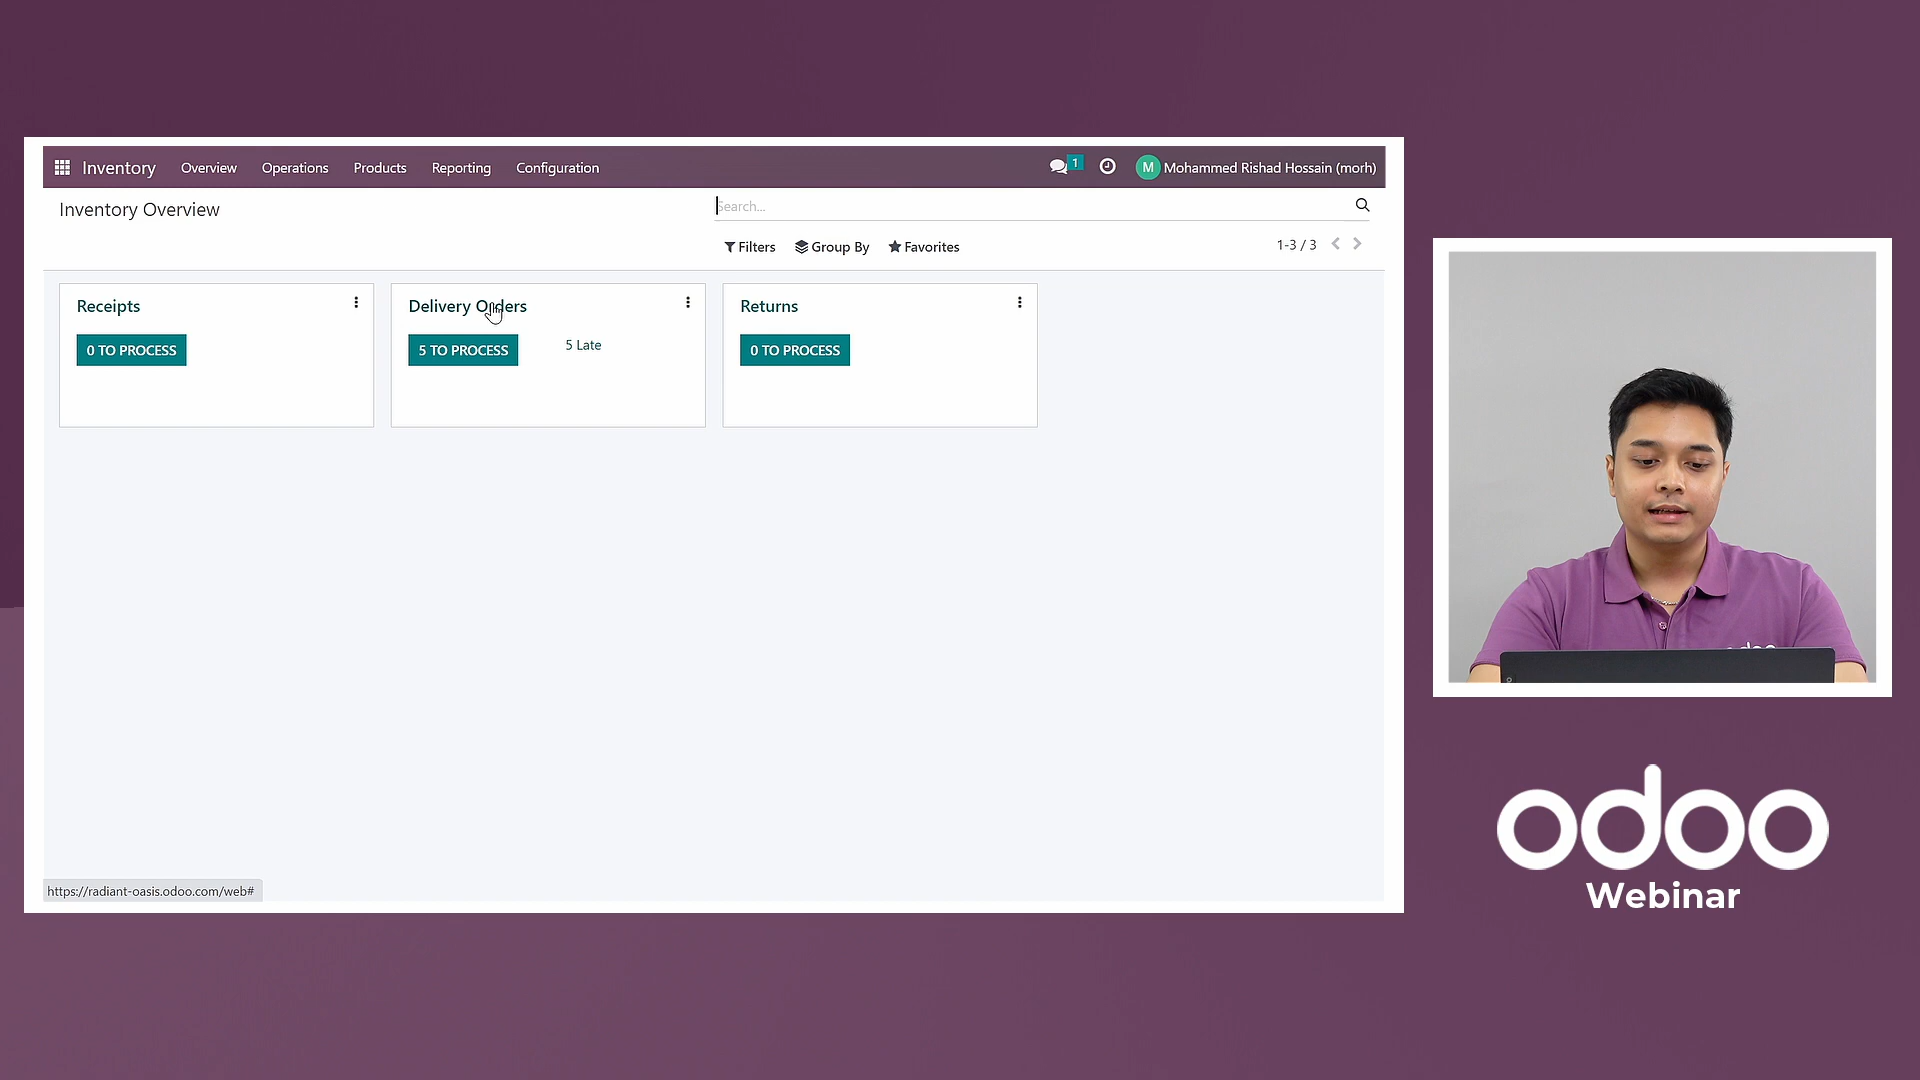 Inventory Overview Operations Products Reporting Configuration 1 M Mohammed Rishad Hossain (morh)
Inventory Overview
Search...
Filters Group By Favorites 1-3 / 3
Receipts
0 TO PROCESS
Delivery Orders
5 TO PROCESS 5 Late
Returns
0 TO PROCESS
https://radiant-oasis.odoo.com/web#
odoo
odoo
Webinar